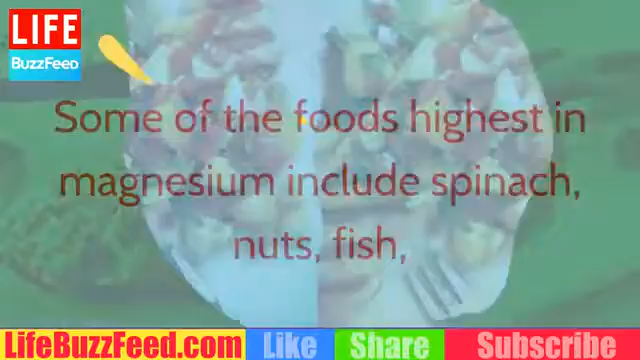 LIFE
BuzzFeed
Some of the foods highest in
magnesium include spinach,
nuts, fish,
LifeBuzzFeed.com Like Share Subscribe